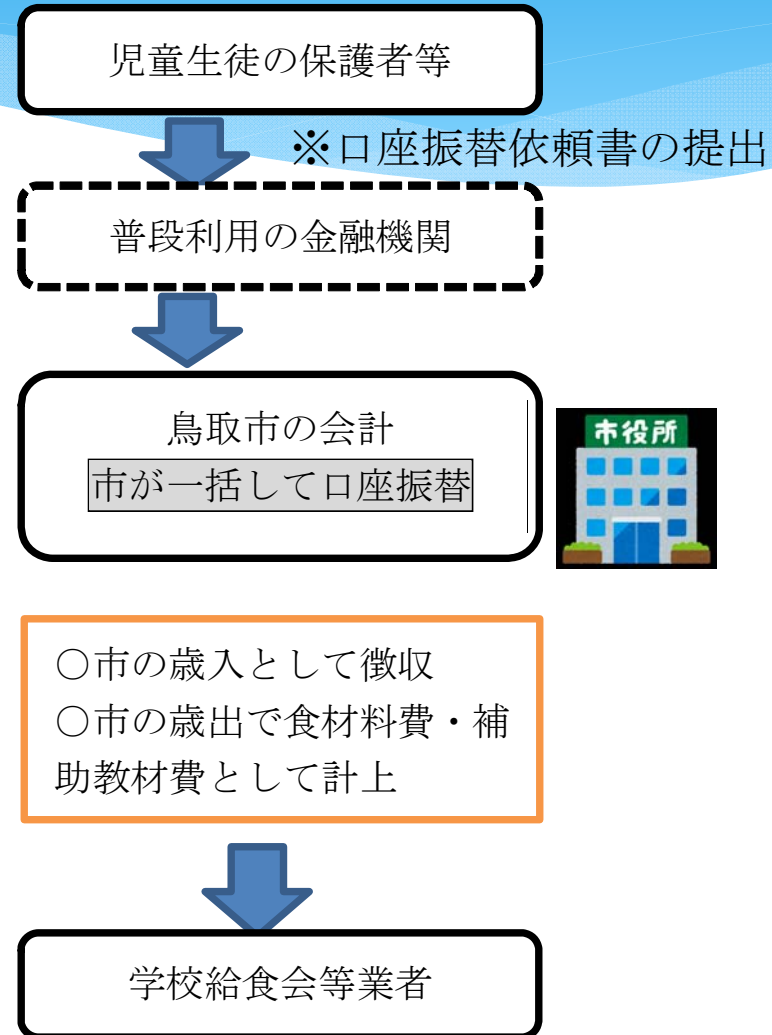 児童生徒の保護者等
※口座振替依頼書の提出
普段利用の金融機関
鳥取市の会計
市が一括して口座振替
市役所
○市の歳入として徴収
○市の歳出で食材料費・補
助教材費として計上
学校給食会等業者